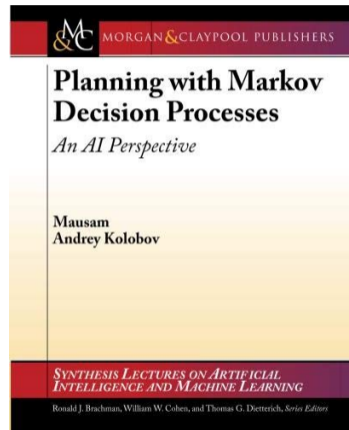 M&C MORGAN & CLAYPOOL PUBLISHERS
Planning with Markov
Decision Processes
An AI Perspective
Mausam
Andrey Kolobov
SYNTHESIS LECTURES ON ARTIFICIAL
INTELLIGENCE AND MACHINE LEARNING
Ronald J. Brachman, William W. Cohen, and Thomas G. Dietterich, Series Editors